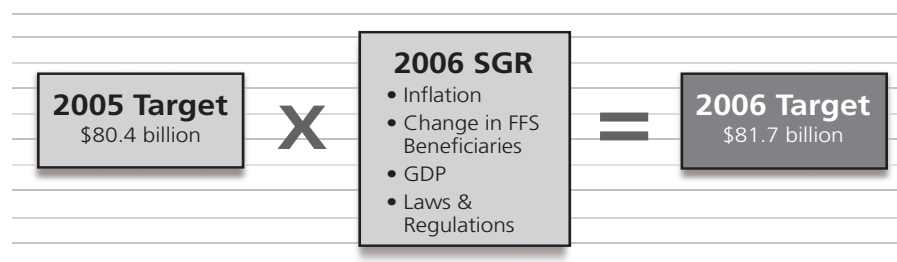 2005 Target
$80.4 billion
X
2006 SGR
• Inflation
• Change in FFS
Beneficiaries
• GDP
• Laws &
Regulations
=
2006 Target
$81.7 billion